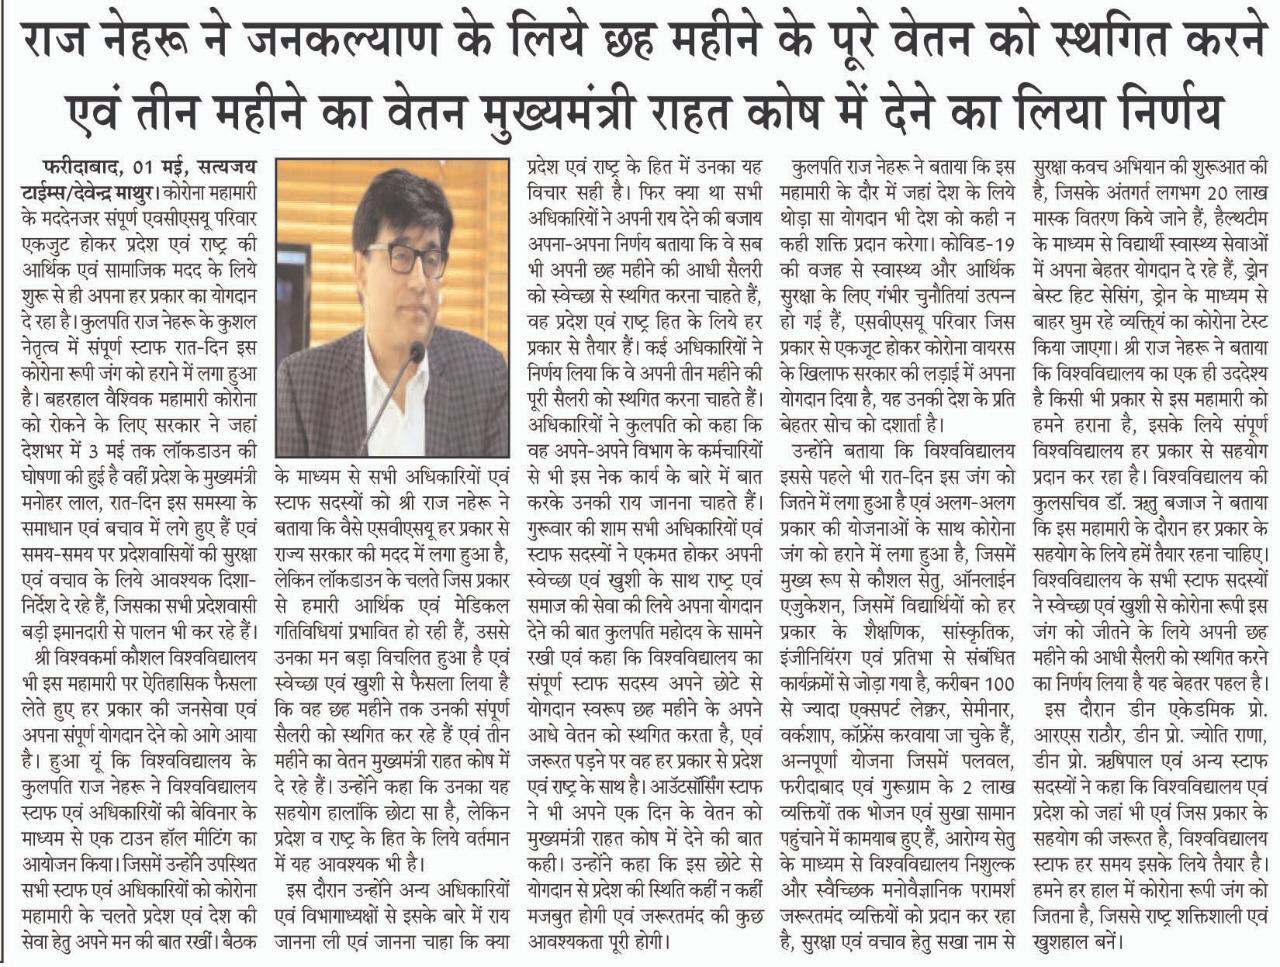 राज नेहरू ने जनकल्याण के लिये छह महीने के पूरे वेतन को स्थगित करने
एवं तीन महीने का वेतन मुख्यमंत्री राहत कोष में देने का लिया निर्णय
फरीदाबाद, 01 मई, सत्यजय
टाईम्स/देवेन्द्र माथुर। कोरोना महामारी
के मददेनजर संपूर्ण एवसीएसयू परिवार
एकजुट होकर प्रदेश एवं राष्ट्र की
आर्थिक एवं सामाजिक मदद के लिये
शुरू से ही अपना हर प्रकार का योगदान
दे रहा है। कुलपति राज नेहरू के कुशल
नेतृत्व में संपूर्ण स्टाफ रात-दिन इस
कोरोना रूपी जंग को हराने में लगा हुआ
है। बहरहाल वैश्विक महामारी कोरोना
को रोकने के लिए सरकार ने जहां
देशभर में 3 मई तक लॉकडाउन की
घोषणा की हुई है वहीं प्रदेश के मुख्यमंत्री
मनोहर लाल, रात-दिन इस समस्या के
समाधान एवं बचाव में लगे हुए हैं एवं
समय-समय पर प्रदेशवासियों की सुरक्षा
एवं वचाव के लिये आवश्यक दिशा-
निर्देश दे रहे हैं, जिसका सभी प्रदेशवासी
बड़ी इमानदारी से पालन भी कर रहे हैं।
श्री विश्वकर्मा कौशल विश्वविद्यालय
भी इस महामारी पर ऐतिहासिक फैसला
लेते हुए हर प्रकार की जनसेवा एवं
अपना संपूर्ण योगदान देने को आगे आया
है। हुआ यूं कि विश्वविद्यालय के
कुलपति राज नेहरू ने विश्वविद्यालय
स्टाफ एवं अधिकारियों की बेविनार के
माध्यम से एक टाउन हॉल मीटिंग का
आयोजन किया। जिसमें उन्होंने उपस्थित
सभी स्टाफ एवं अधिकारियों को कोरोना
महामारी के चलते प्रदेश एवं देश की
सेवा हेतु अपने मन की बात रखीं। बैठक
के माध्यम से सभी अधिकारियों एवं
स्टाफ सदस्यों को श्री राज नहेरू ने
बताया कि वैसे एसवीएसयू हर प्रकार से
राज्य सरकार की मदद में लगा हुआ है,
लेकिन लॉकडाउन के चलते जिस प्रकार
से हमारी आर्थिक एवं मेडिकल
गतिविधियां प्रभावित हो रही हैं, उससे
उनका मन बड़ा विचलित हुआ है एवं
स्वेच्छा एवं खुशी से फैसला लिया है
कि वह छह महीने तक उनकी संपूर्ण
सैलरी को स्थगित कर रहे हैं एवं तीन
महीने का वेतन मुख्यमंत्री राहत कोष में
दे रहे हैं। उन्होंने कहा कि उनका यह
सहयोग हालांकि छोटा सा है, लेकिन
प्रदेश व राष्ट्र के हित के लिये वर्तमान
में यह आवश्यक भी है।
इस दौरान उन्होंने अन्य अधिकारियों
एवं विभागाध्यक्षों से इसके बारे में राय
जानना ली एवं जानना चाहा कि क्या
प्रदेश एवं राष्ट्र के हित में उनका यह
विचार सही है। फिर क्या था सभी
अधिकारियों ने अपनी राय देने की बजाय
अपना-अपना निर्णय बताया कि वे सब
भी अपनी छह महीने की आधी सैलरी
को स्वेच्छा से स्थगित करना चाहते हैं,
वह प्रदेश एवं राष्ट्र हित के लिये हर
प्रकार से तैयार हैं। कई अधिकारियों ने
निर्णय लिया कि वे अपनी तीन महीने की
पूरी सैलरी को स्थगित करना चाहते हैं।
अधिकारियों ने कुलपति को कहा कि
वह अपने-अपने विभाग के कर्मचारियों
से भी इस नेक कार्य के बारे में बात
करके उनकी राय जानना चाहते हैं।
गुरूवार की शाम सभी अधिकारियों एवं
स्टाफ सदस्यों ने एकमत होकर अपनी
स्वेच्छा एवं खुशी के साथ राष्ट्र एवं
समाज की सेवा की लिये अपना योगदान
देने की बात कुलपति महोदय के सामने
रखी एवं कहा कि विश्वविद्यालय का
संपूर्ण स्टाफ सदस्य अपने छोटे से
योगदान स्वरूप छह महीने के अपने
आधे वेतन को स्थगित करता है, एवं
जरूरत पड़ने पर वह हर प्रकार से प्रदेश
एवं राष्ट्र के साथ है। आउॅटसॉर्सिंग स्टाफ
ने भी अपने एक दिन के वेतन को
मुख्यमंत्री राहत कोष में देने की बात
कही। उन्होंने कहा कि इस छोटे से
योगदान से प्रदेश की स्थिति कहीं न कहीं
मजबुत होगी एवं जरूरतमंद की कुछ
आवश्यकता पूरी होगी।
कुलपति राज नेहरू ने बताया कि इस
महामारी के दौर में जहां देश के लिये
थोड़ा सा योगदान भी देश को कही न
कही शक्ति प्रदान करेगा। कोविड-19
की वजह से स्वास्थ्य और आर्थिक
सुरक्षा के लिए गंभीर चुनौतियां उत्पन्न
हो गई हैं, एसवीएसयू परिवार जिस
प्रकार से एकजूट होकर कोरोना वायरस
के खिलाफ सरकार की लड़ाई में अपना
योगदान दिया है, यह उनकी देश के प्रति
बेहतर सोच को दशार्ता है।
उन्होंने बताया कि विश्वविद्यालय
इससे पहले भी रात-दिन इस जंग को
जितने में लगा हुआ है एवं अलग-अलग
प्रकार की योजनाओं के साथ कोरोना
जंग को हराने में लगा हुआ है, जिसमें
मुख्य रूप से कौशल सेतु, ऑनलाईन
एजुकेशन, जिसमें विद्यार्थियों को हर
प्रकार के शैक्षणिक, सांस्कृतिक,
इंजीनियिंरग एवं प्रतिभा से संबंधित
कार्यक्रमों से जोड़ा गया है, करीबन 100
से ज्यादा एक्सपर्ट लेक्चर, सेमीनार,
वर्कशाप, कॉफ्रेंस करवाया जा चुके हैं,
अन्नपूर्णा योजना जिसमें पलवल,
फरीदाबाद एवं गुरूग्राम के 2 लाख
व्यक्तियों तक भोजन एवं सुखा सामान
पहुंचाने में कामयाब हुए हैं, आरोग्य सेतु
के माध्यम से विश्वविद्यालय निशुल्क
और स्वैच्छिक मनोवैज्ञानिक परामर्श
जरूरतमंद व्यक्तियों को प्रदान कर रहा
है, सुरक्षा एवं वचाव हेतु सखा नाम से
सुरक्षा कवच अभियान की शुरूआत की
है, जिसके अंतगर्त लगभग 20 लाख
मास्क वितरण किये जाने हैं, हैल्थटीम
के माध्यम से विद्यार्थी स्वास्थ्य सेवाओं
में अपना बेहतर योगदान दे रहे हैं, ड्रोन
बेस्ट हिट सेसिंग, ड्रोन के माध्यम से
बाहर घुम रहे व्यक्तियं का कोरोना टेस्ट
किया जाएगा। श्री राज नेहरू ने बताया
कि विश्वविद्यालय का एक ही उददेश्य
है किसी भी प्रकार से इस महामारी को
हमने हराना है, इसके लिये संपूर्ण
विश्वविद्यालय हर प्रकार से सहयोग
प्रदान कर रहा है। विश्वविद्यालय की
कुलसचिव डॉ. ऋतु बजाज ने बताया
कि इस महामारी के दौरान हर प्रकार के
सहयोग के लिये हमें तैयार रहना चाहिए।
विश्वविद्यालय के सभी स्टाफ सदस्यों
ने स्वेच्छा एवं खुशी से कोरोना रूपी इस
जंग को जीतने के लिये अपनी छह
महीने की आधी सैलरी को स्थगित करने
का निर्णय लिया है यह बेहतर पहल है।
इस दौरान डीन एकेडमिक प्रो.
आरएस राठौर, डीन प्रो. ज्योति राणा,
डीन प्रो. ऋषिपाल एवं अन्य स्टाफ
सदस्यों ने कहा कि विश्वविद्यालय एवं
प्रदेश को जहां भी एवं जिस प्रकार के
सहयोग की जरूरत है, विश्वविद्यालय
स्टाफ हर समय इसके लिये तैयार है।
हमने हर हाल में कोरोना रूपी जंग को
जितना है, जिससे राष्ट्र शक्तिशाली एवं
खुशहाल बनें।